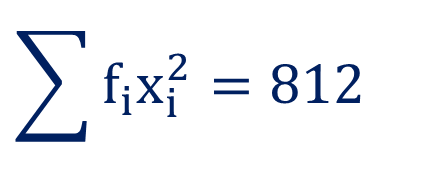 ∑ fᵢxᵢ² = 812